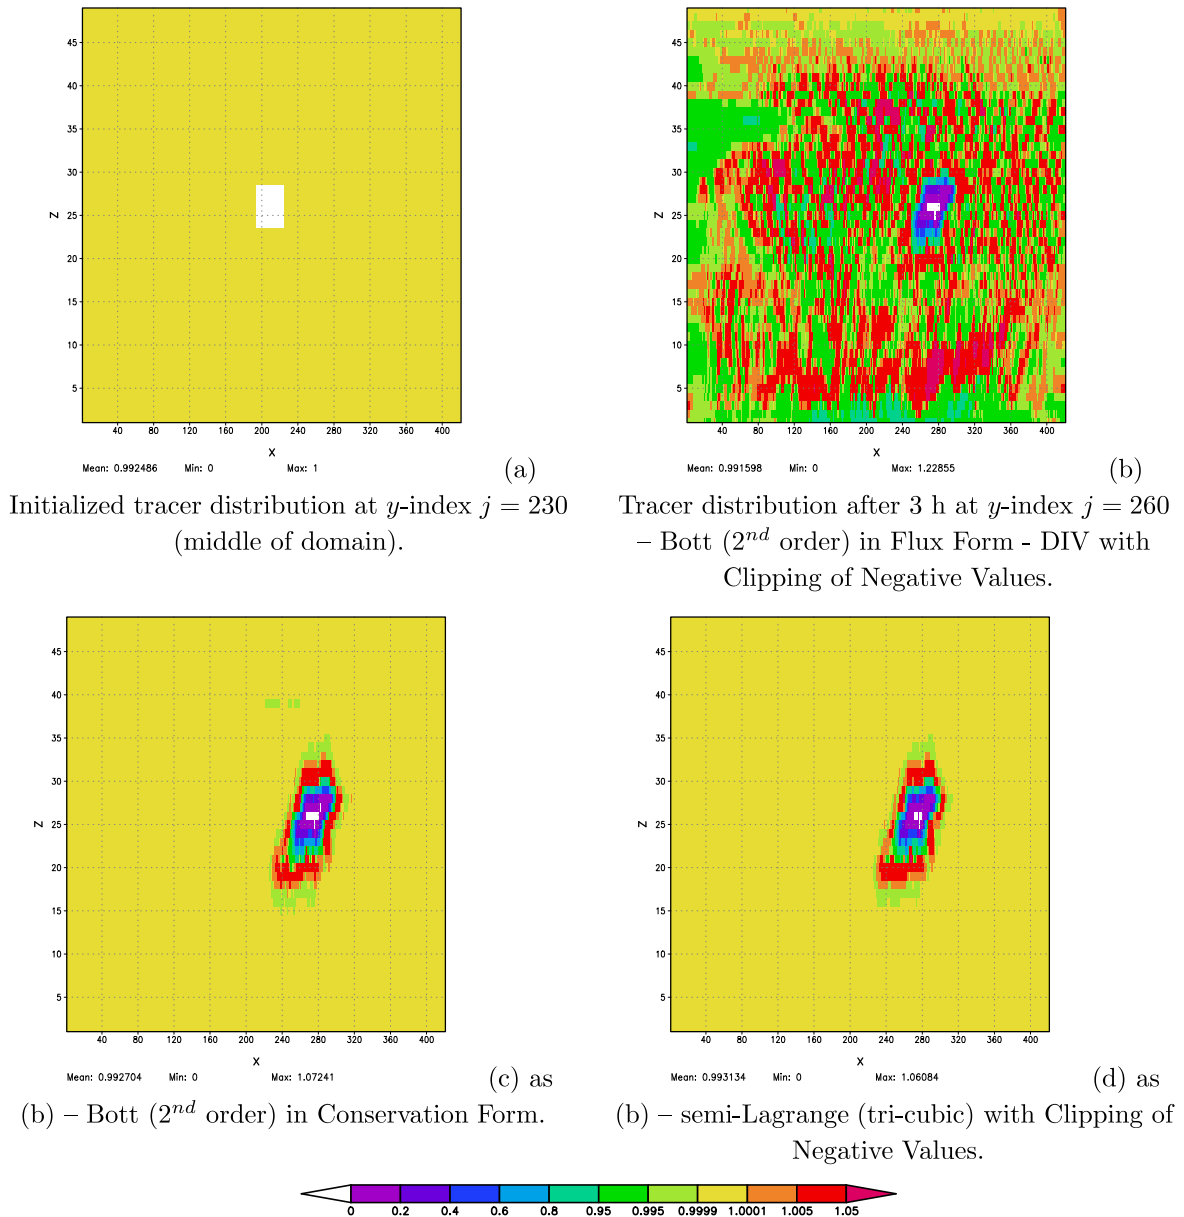 45
40
35
30
25
20
15
10
5
Z
40 80 120 160 200 240 280 320 360 400
X
Mean: 0.992486 Min: 0 Max: 1
(a)
Initialized tracer distribution at y-index j = 230
(middle of domain).
45
40
35
30
25
20
15
10
5
Z
40 80 120 160 200 240 280 320 360 400
X
Mean: 0.991598 Min: 0 Max: 1.22855
(b)
Tracer distribution after 3 h at y-index j = 260
– Bott (2nd order) in Flux Form - DIV with
Clipping of Negative Values.
45
40
35
30
25
20
15
10
5
Z
40 80 120 160 200 240 280 320 360 400
X
Mean: 0.992704 Min: 0 Max: 1.07241
(c) as
(b) – Bott (2nd order) in Conservation Form.
45
40
35
30
25
20
15
10
5
Z
40 80 120 160 200 240 280 320 360 400
X
Mean: 0.993134 Min: 0 Max: 1.06084
(d) as
(b) – semi-Lagrange (tri-cubic) with Clipping of
Negative Values.
0 0.2 0.4 0.6 0.8 0.95 0.995 0.9999 1.0001 1.005 1.05